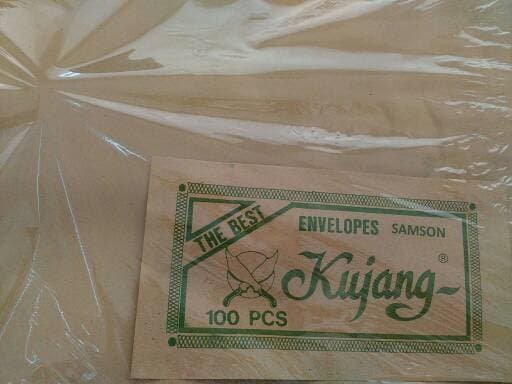 THE BEST
ENVELOPES SAMSON
Kujang ®
100 PCS